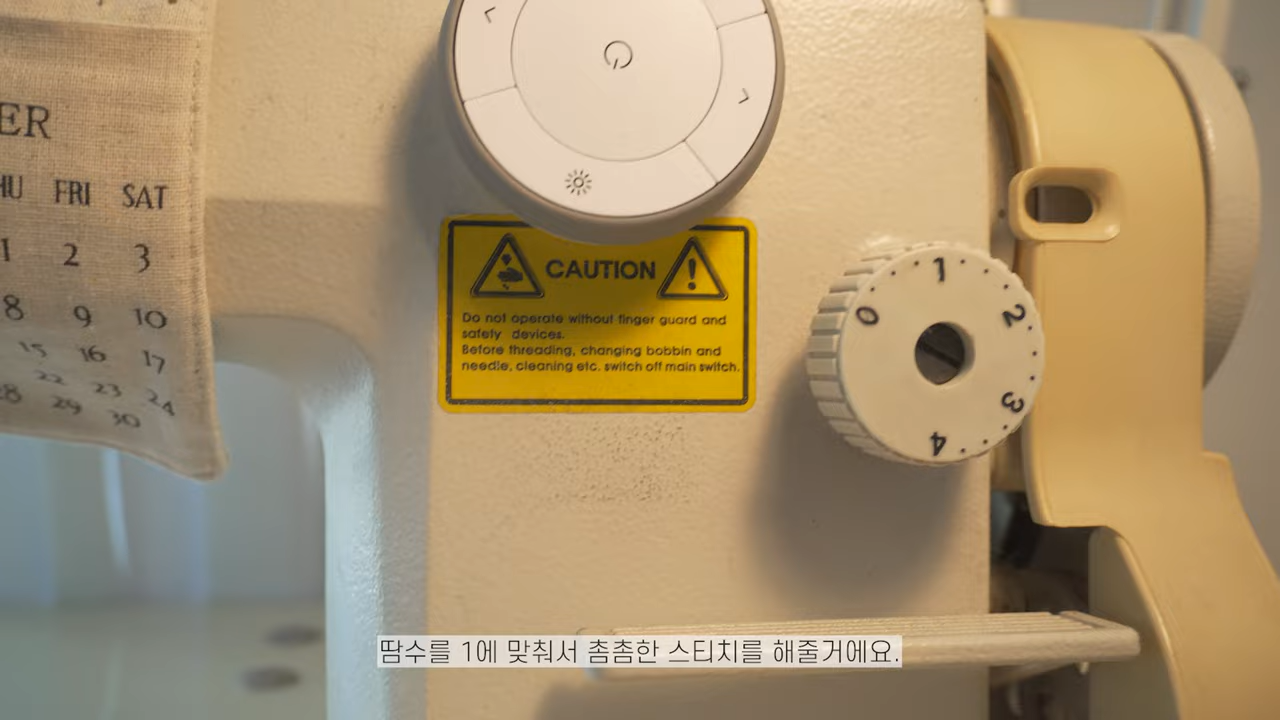 ER
HU FRI SAT
1 2 3
8 9 10
15 16 17
22 23 24
28 29 30
CAUTION
Do not operate without finger guard and
safety devices.
Before threading, changing bobbin and
needle, cleaning etc. switch off main switch.
0 1 2 3 4
땀수를 1에 맞춰서 촘촘한 스티치를 해줄거에요.